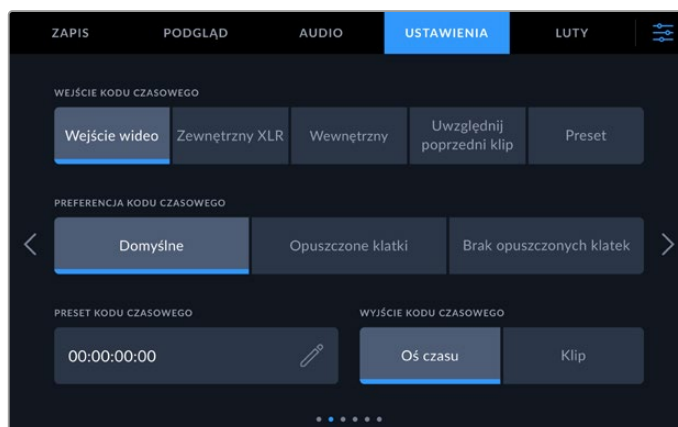 ZAPIS PODGLĄD AUDIO USTAWIENIA LUTY
WEJŚCIE KODU CZASOWEGO
Wejście wideo Zewnętrzny XLR Wewnętrzny Uwzględnij poprzedni klip Preset
PREFERENCJA KODU CZASOWEGO
Domyślne Opuszczone klatki Brak opuszczonych klatek
PRESET KODU CZASOWEGO WYJŚCIE KODU CZASOWEGO
00:00:00:00 Oś czasu Klip